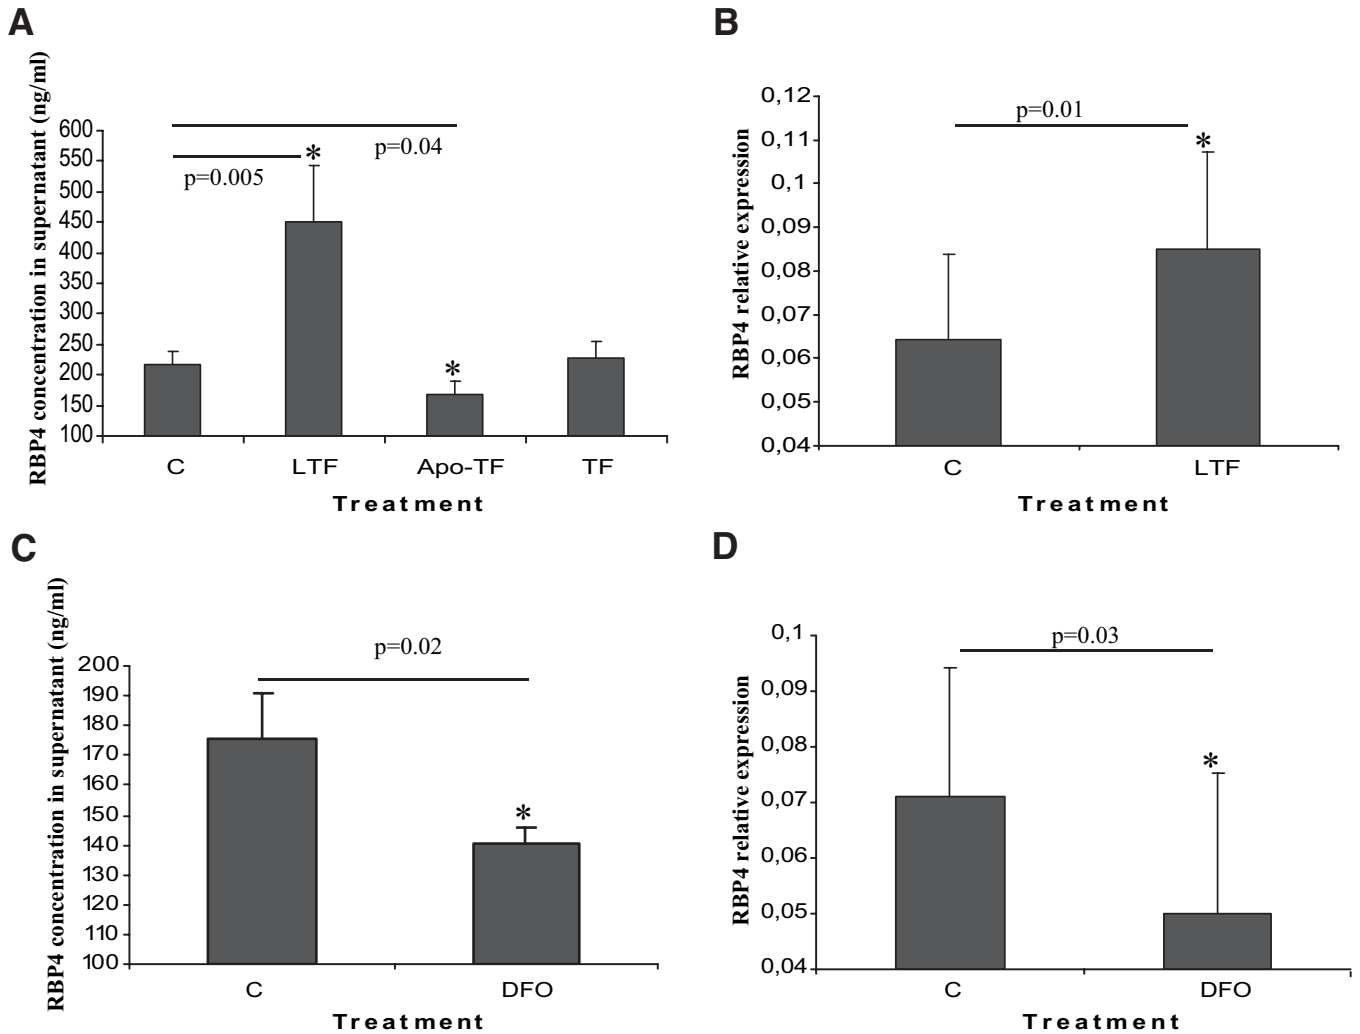 A
RBP4 concentration in supernatant (ng/ml)
600
550
500
450
400
350
300
250
200
150
100
p=0.04
p=0.005
*
*
C LTF Apo-TF TF
Treatment
B
RBP4 relative expression
0,12
0,11
0,1
0,09
0,08
0,07
0,06
0,05
0,04
p=0.01
*
C LTF
Treatment
C
RBP4 concentration in supernatant (ng/ml)
200
190
180
170
160
150
140
130
120
110
100
p=0.02
*
C DFO
Treatment
D
RBP4 relative expression
0,1
0,09
0,08
0,07
0,06
0,05
0,04
p=0.03
*
C DFO
Treatment